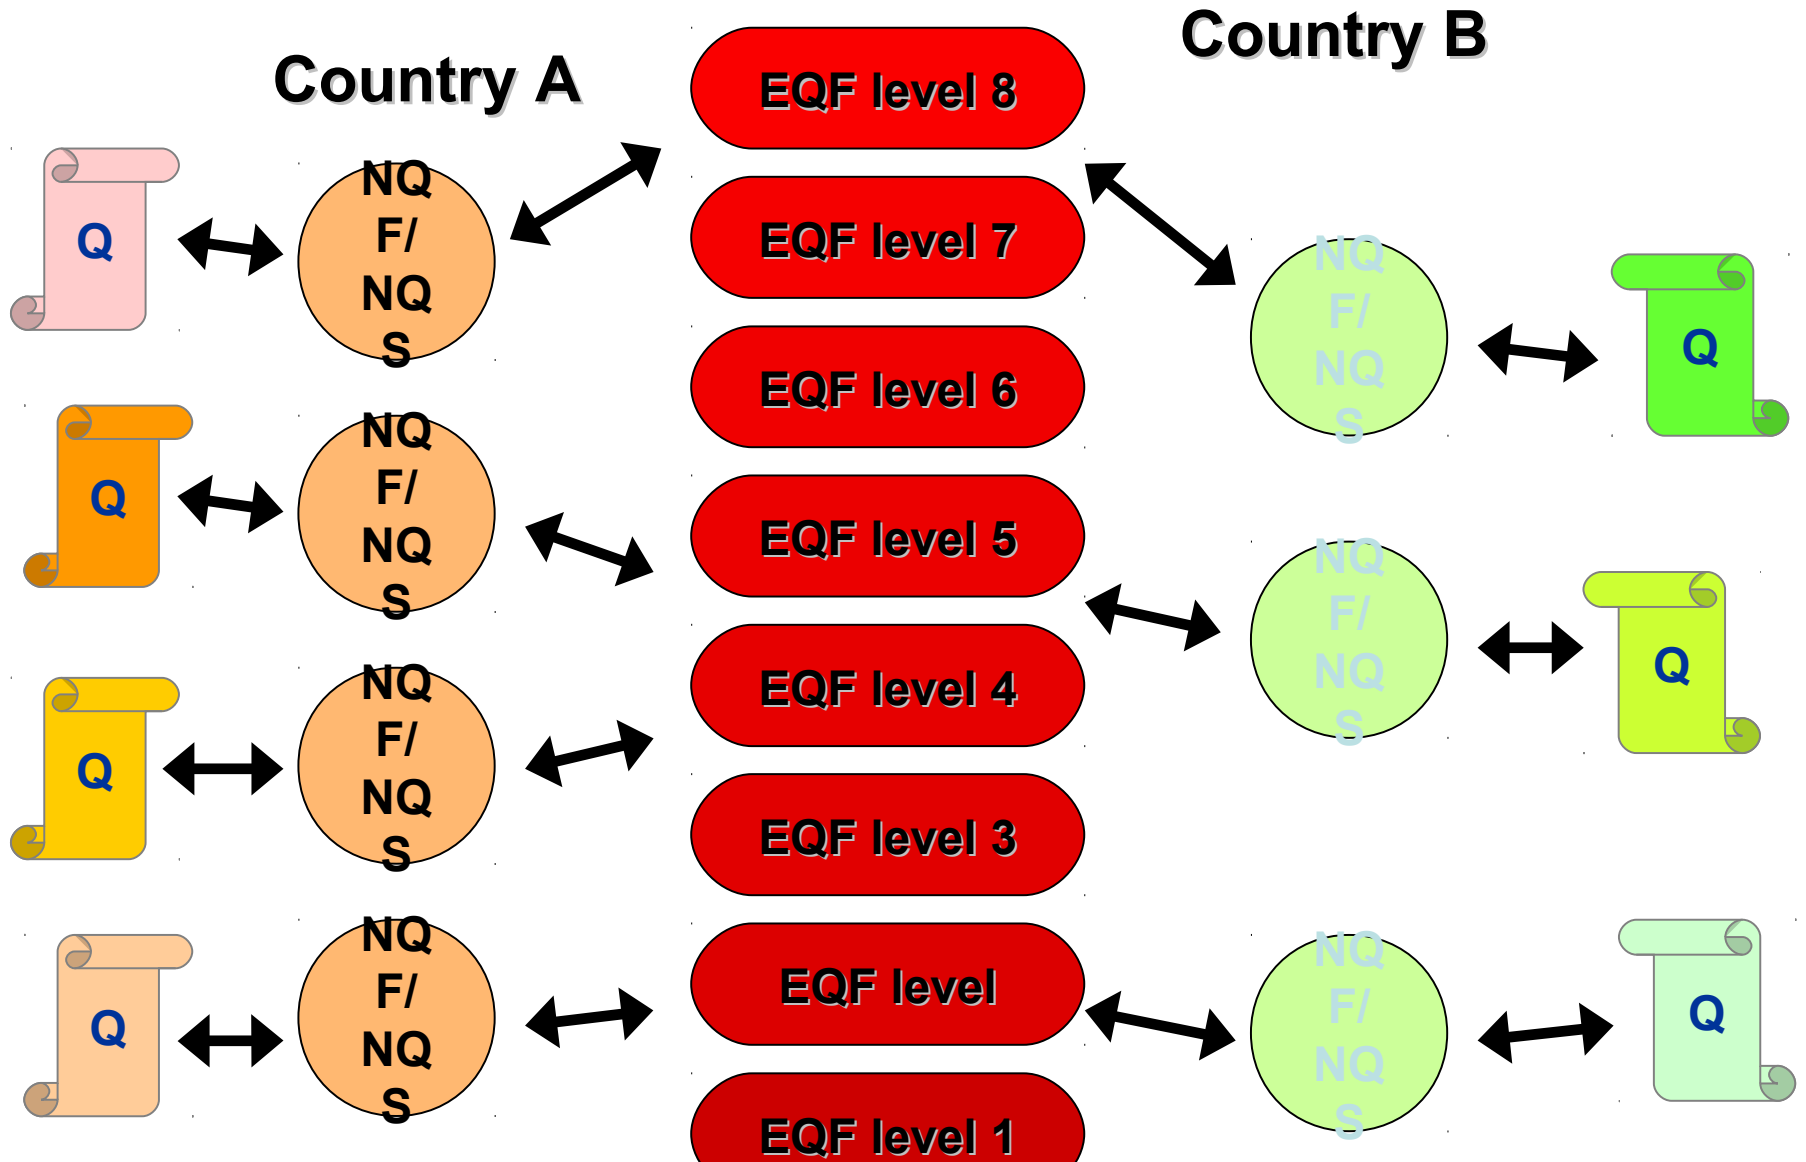 Country A
Country B
EQF level 8
EQF level 7
EQF level 6
EQF level 5
EQF level 4
EQF level 3
EQF level
EQF level 1
Q
NQ
F/
NQ
S
Q
NQ
F/
NQ
S
Q
NQ
F/
NQ
S
Q
NQ
F/
NQ
S
NQ
F/
NQ
S
Q
NQ
F/
NQ
S
Q
NQ
F/
NQ
S
Q